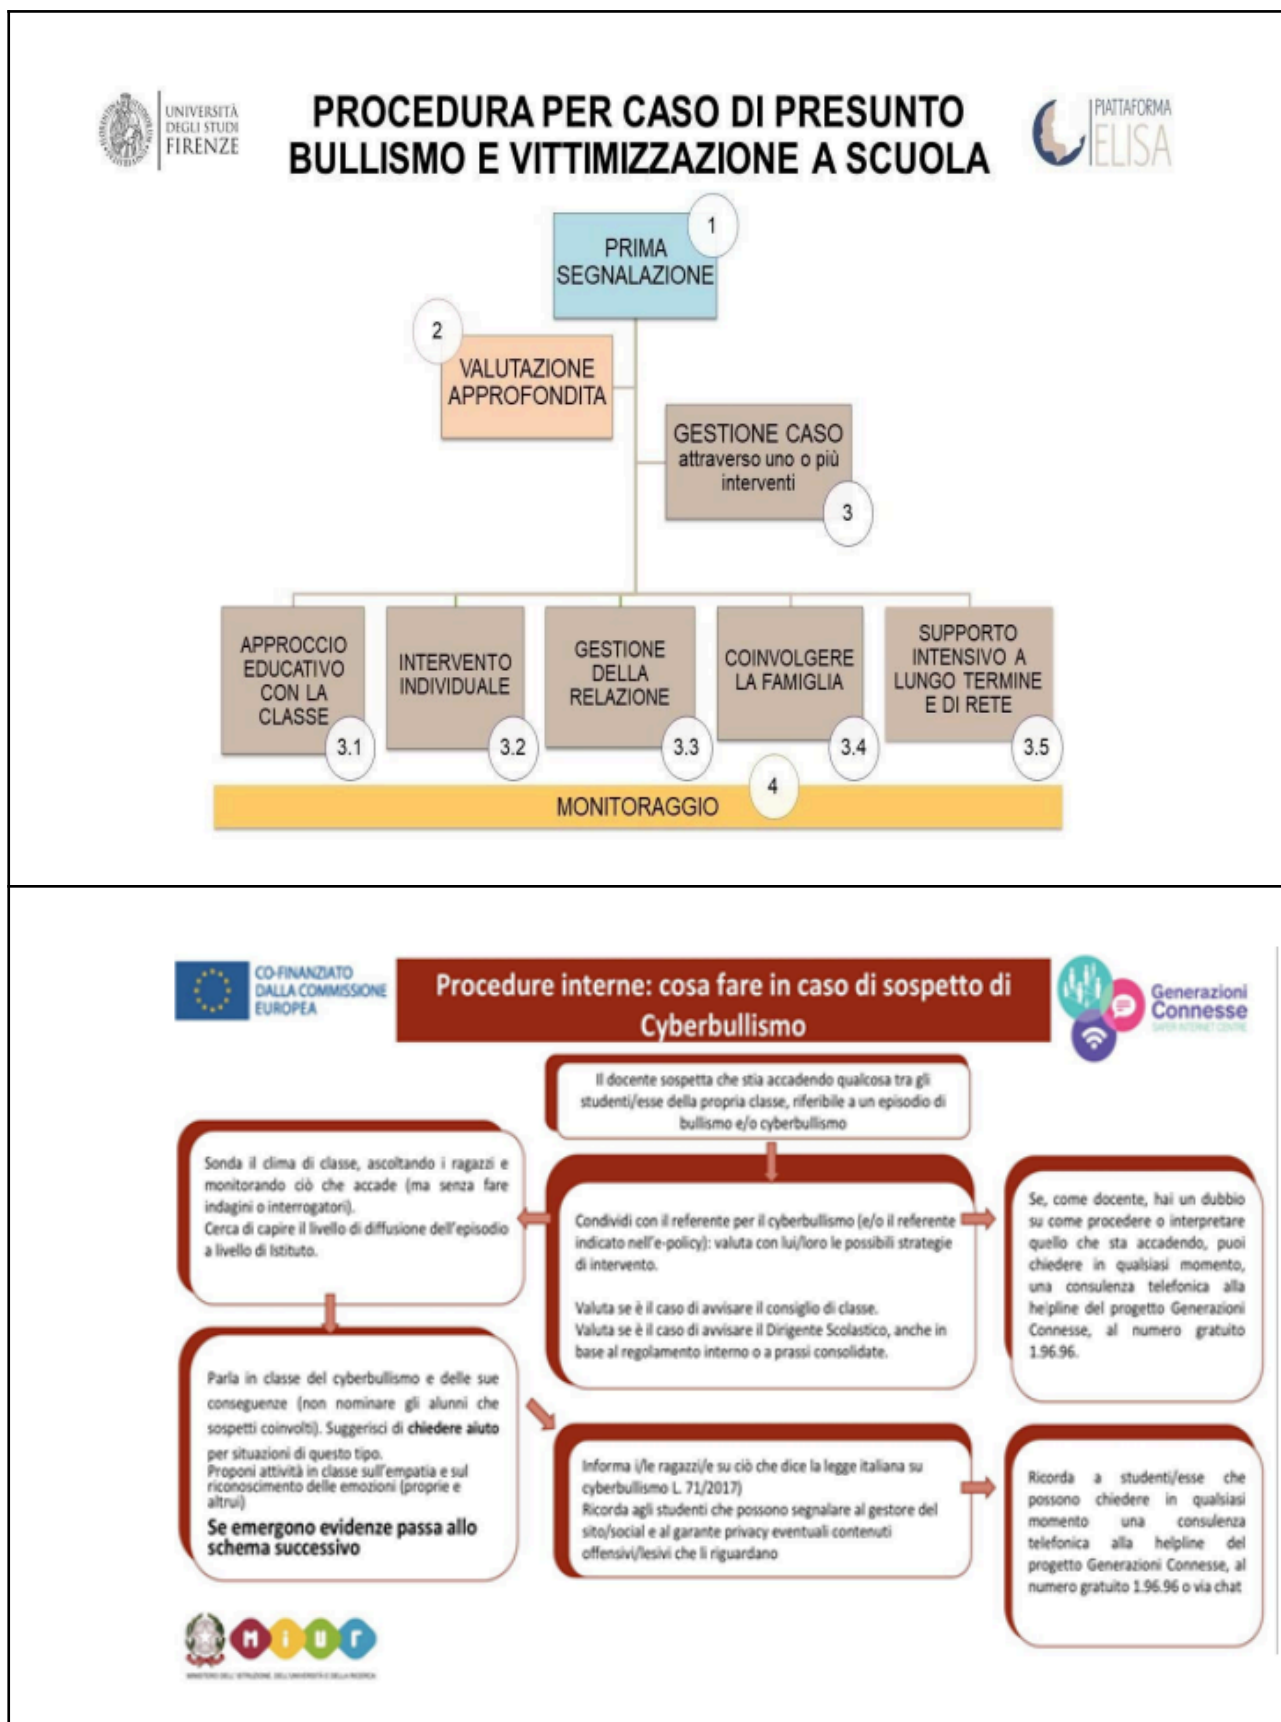 UNIVERSITÀ
DEGLI STUDI
FIRENZE
PROCEDURA PER CASO DI PRESUNTO
BULLISMO E VITTIMIZZAZIONE A SCUOLA
PIATTAFORMA
ELISA
1
PRIMA
SEGNALAZIONE
2
VALUTAZIONE
APPROFONDITA
GESTIONE CASO
attraverso uno o più
interventi
3
APPROCCIO
EDUCATIVO
CON LA
CLASSE
3.1
INTERVENTO
INDIVIDUALE
3.2
GESTIONE
DELLA
RELAZIONE
3.3
COINVOLGERE
LA FAMIGLIA
3.4
SUPPORTO
INTENSIVO A
LUNGO TERMINE
E DI RETE
3.5
4
MONITORAGGIO
CO-FINANZIATO
DALLA COMMISSIONE
EUROPEA
Procedure interne: cosa fare in caso di sospetto di
Cyberbullismo
Generazioni
Connesse
SAFER INTERNET CENTRE
Il docente sospetta che stia accadendo qualcosa tra gli
studenti/esse della propria classe, riferibile a un episodio di
bullismo e/o cyberbullismo
Sonda il clima di classe, ascoltando i ragazzi e
monitorando ciò che accade (ma senza fare
indagini o interrogatori).
Cerca di capire il livello di diffusione dell'episodio
a livello di Istituto.
Condividi con il referente per il cyberbullismo (e/o il referente
indicato nell'e-policy): valuta con lui/loro le possibili strategie
di intervento.
Valuta se è il caso di avvisare il consiglio di classe.
Valuta se è il caso di avvisare il Dirigente Scolastico, anche in
base al regolamento interno o a prassi consolidate.
Se, come docente, hai un dubbio
su come procedere o interpretare
quello che sta accadendo, puoi
chiedere in qualsiasi momento,
una consulenza telefonica alla
helpline del progetto Generazioni
Connesse, al numero gratuito
1.96.96.
Parla in classe del cyberbullismo e delle sue
conseguenze (non nominare gli alunni che
sospetti coinvolti). Suggerisci di chiedere aiuto
per situazioni di questo tipo.
Proponi attività in classe sull'empatia e sul
riconoscimento delle emozioni (proprie e
altrui)
Se emergono evidenze passa allo
schema successivo
Informa i/le ragazzi/e su ciò che dice la legge italiana su
cyberbullismo L. 71/2017)
Ricorda agli studenti che possono segnalare al gestore del
sito/social e al garante privacy eventuali contenuti
offensivi/lesivi che li riguardano
Ricorda a studenti/esse che
possono chiedere in qualsiasi
momento una consulenza
telefonica alla helpline del
progetto Generazioni Connesse, al
numero gratuito 1.96.96 o via chat
MIUR
MINISTERO DELL'ISTRUZIONE, DELL'UNIVERSITÀ E DELLA RICERCA